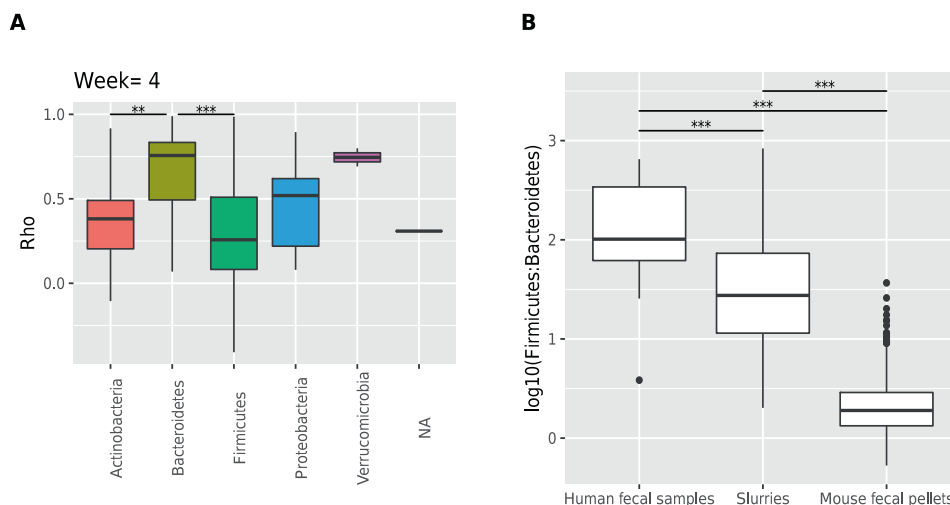 A
Week= 4
Rho
1.0
0.5
0.0
**
***
Actinobacteria
Bacteroidetes
Firmicutes
Proteobacteria
Verrucomicrobia
NA
B
log10(Firmicutes:Bacteroidetes)
3
2
1
0
***
***
***
Human fecal samples
Slurries
Mouse fecal pellets